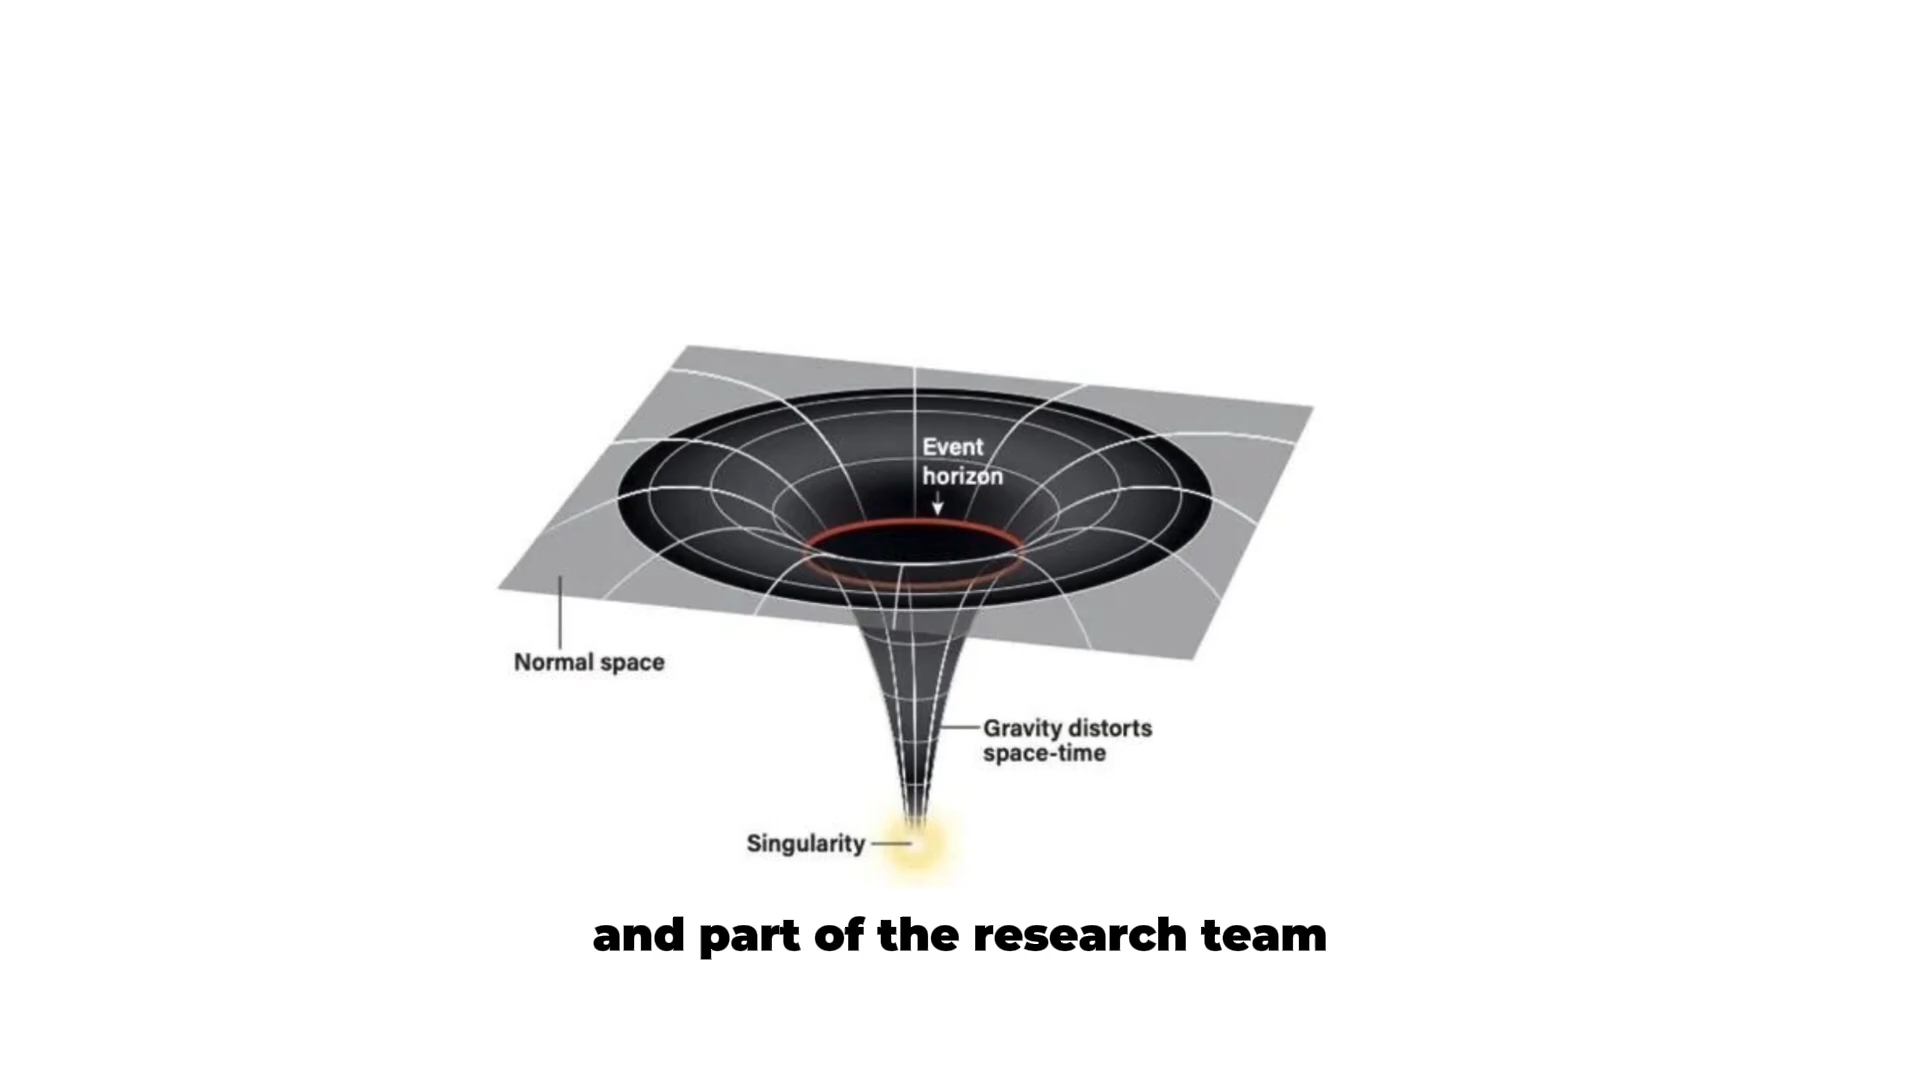 Event
horizon
Normal space
Gravity distorts
space-time
Singularity
and part of the research team